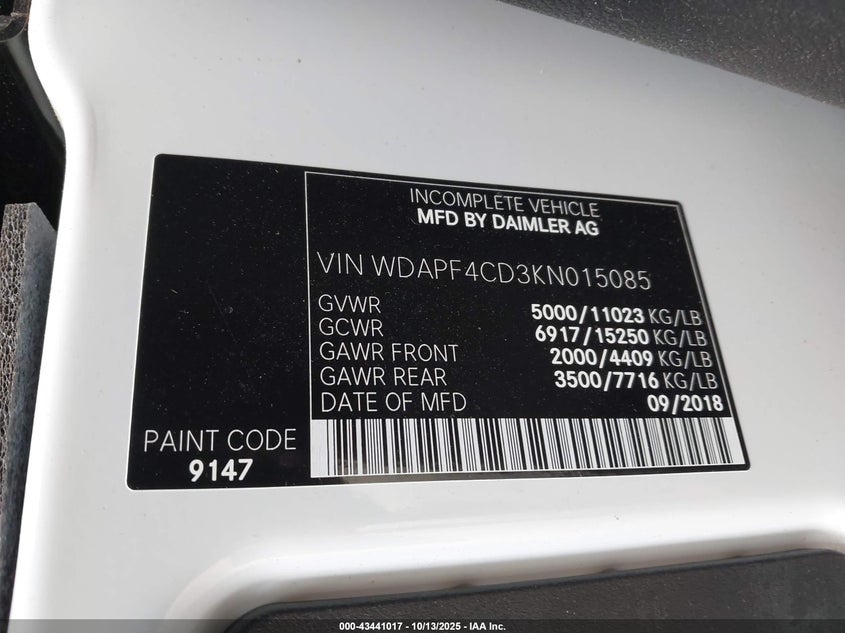 INCOMPLETE VEHICLE
MFD BY DAIMLER AG
VIN WDAPF4CD3KN015085
GVWR 5000/11023 KG/LB
GCWR 6917/15250 KG/LB
GAWR FRONT 2000/4409 KG/LB
GAWR REAR 3500/7716 KG/LB
DATE OF MFD 09/2018
PAINT CODE
9147
000-43441017 | 10/13/2025 - IAA Inc.